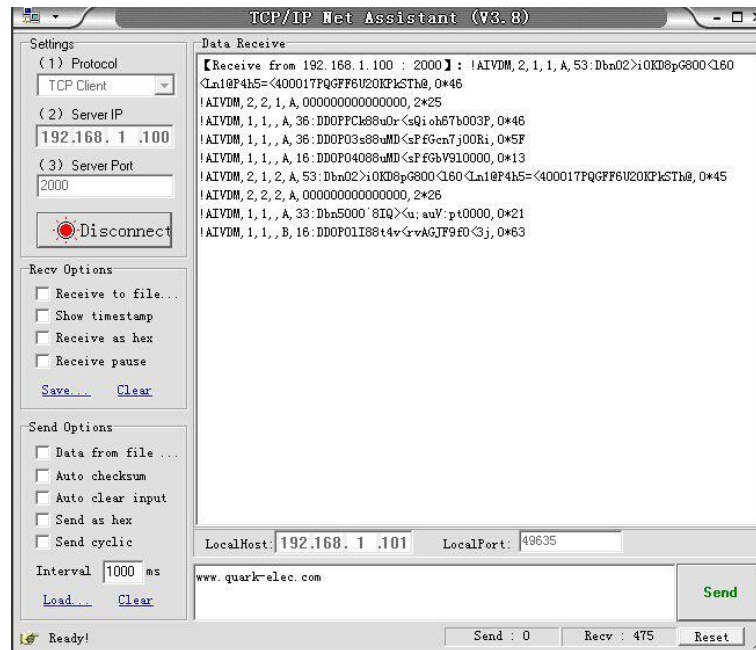 TCP/IP Net Assistant (V3.8)
Settings
(1) Protocol
TCP Client
(2) Server IP
192.168. 1 .100
(3) Server Port
2000
Disconnect
Recv Options
Receive to file...
Show timestamp
Receive as hex
Receive pause
Save... Clear
Send Options
Data from file ...
Auto checksum
Auto clear input
Send as hex
Send cyclic
Interval 1000 ms
Load... Clear
Data Receive
【Receive from 192.168.1.100 : 2000】: !AIVDM,2,1,1,A,53:Dbn02>i0KD8pG800<l60
<Ln1@P4h5=<400017PQGFF6U20KPkSTh@,0*46
!AIVDM,2,2,1,A,000000000000000,2*25
!AIVDM,1,1,,A,36:DD0PPCk88u0r<sQioh67b003P,0*46
!AIVDM,1,1,,A,36:DD0P03s88uMD<sPfGcn7j00Ri,0*5F
!AIVDM,1,1,,A,16:DD0P04088uMD<sPfGbV9l0000,0*13
!AIVDM,2,1,2,A,53:Dbn02>i0KD8pG800<l60<Ln1@P4h5=<400017PQGFF6U20KPkSTh@,0*45
!AIVDM,2,2,2,A,000000000000000,2*26
!AIVDM,1,1,,A,33:Dbn5000`8IQ><u;auV:pt0000,0*21
!AIVDM,1,1,,B,16:DD0P01I88t4v<rvAGJF9f0<3j,0*63
LocalHost: 192.168. 1 .101 LocalPort: 49635
www.quark-elec.com
Send
Ready! Send : 0 Recv : 475 Reset